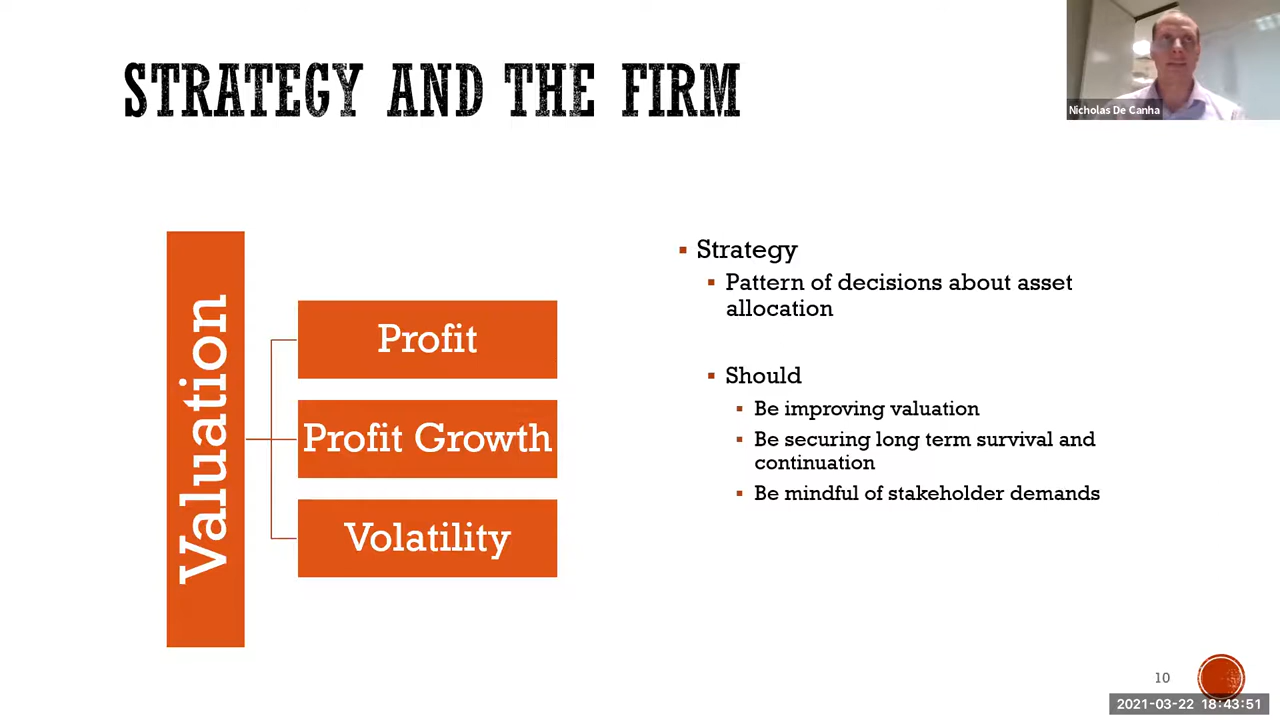 STRATEGY AND THE FIRM
Nicholas De Canha
Valuation
Profit
Profit Growth
Volatility
Strategy
Pattern of decisions about asset
allocation
Should
Be improving valuation
Be securing long term survival and
continuation
Be mindful of stakeholder demands
10
2021-03-22 18:43:51